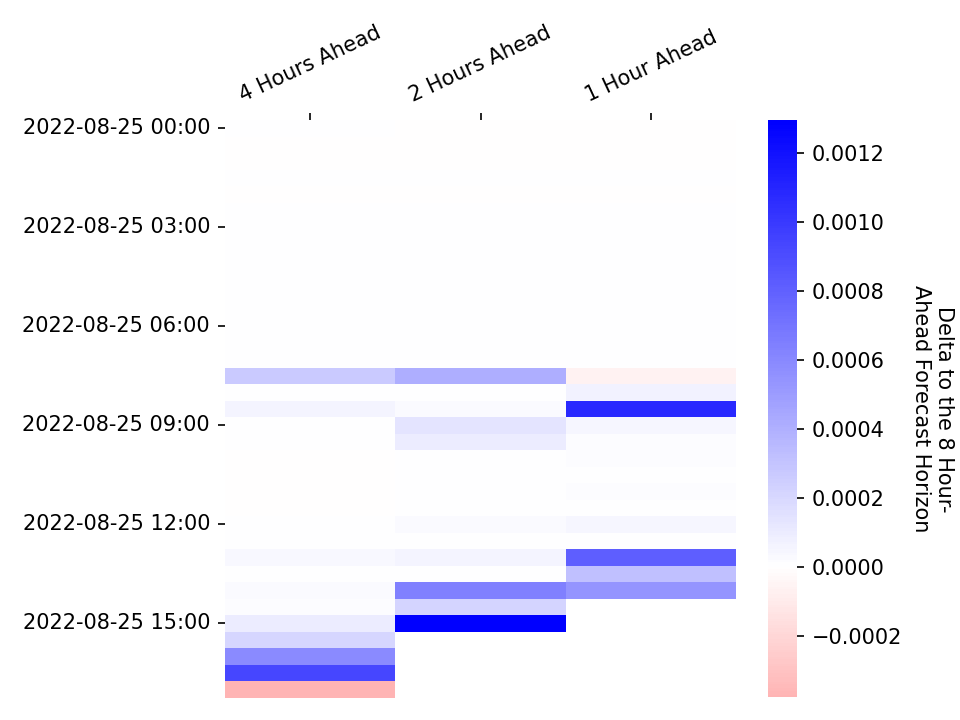 4 Hours Ahead
2 Hours Ahead
1 Hour Ahead
2022-08-25 00:00
2022-08-25 03:00
2022-08-25 06:00
2022-08-25 09:00
2022-08-25 12:00
2022-08-25 15:00
0.0012
0.0010
0.0008
0.0006
0.0004
0.0002
0.0000
−0.0002
Delta to the 8 Hour-
Ahead Forecast Horizon